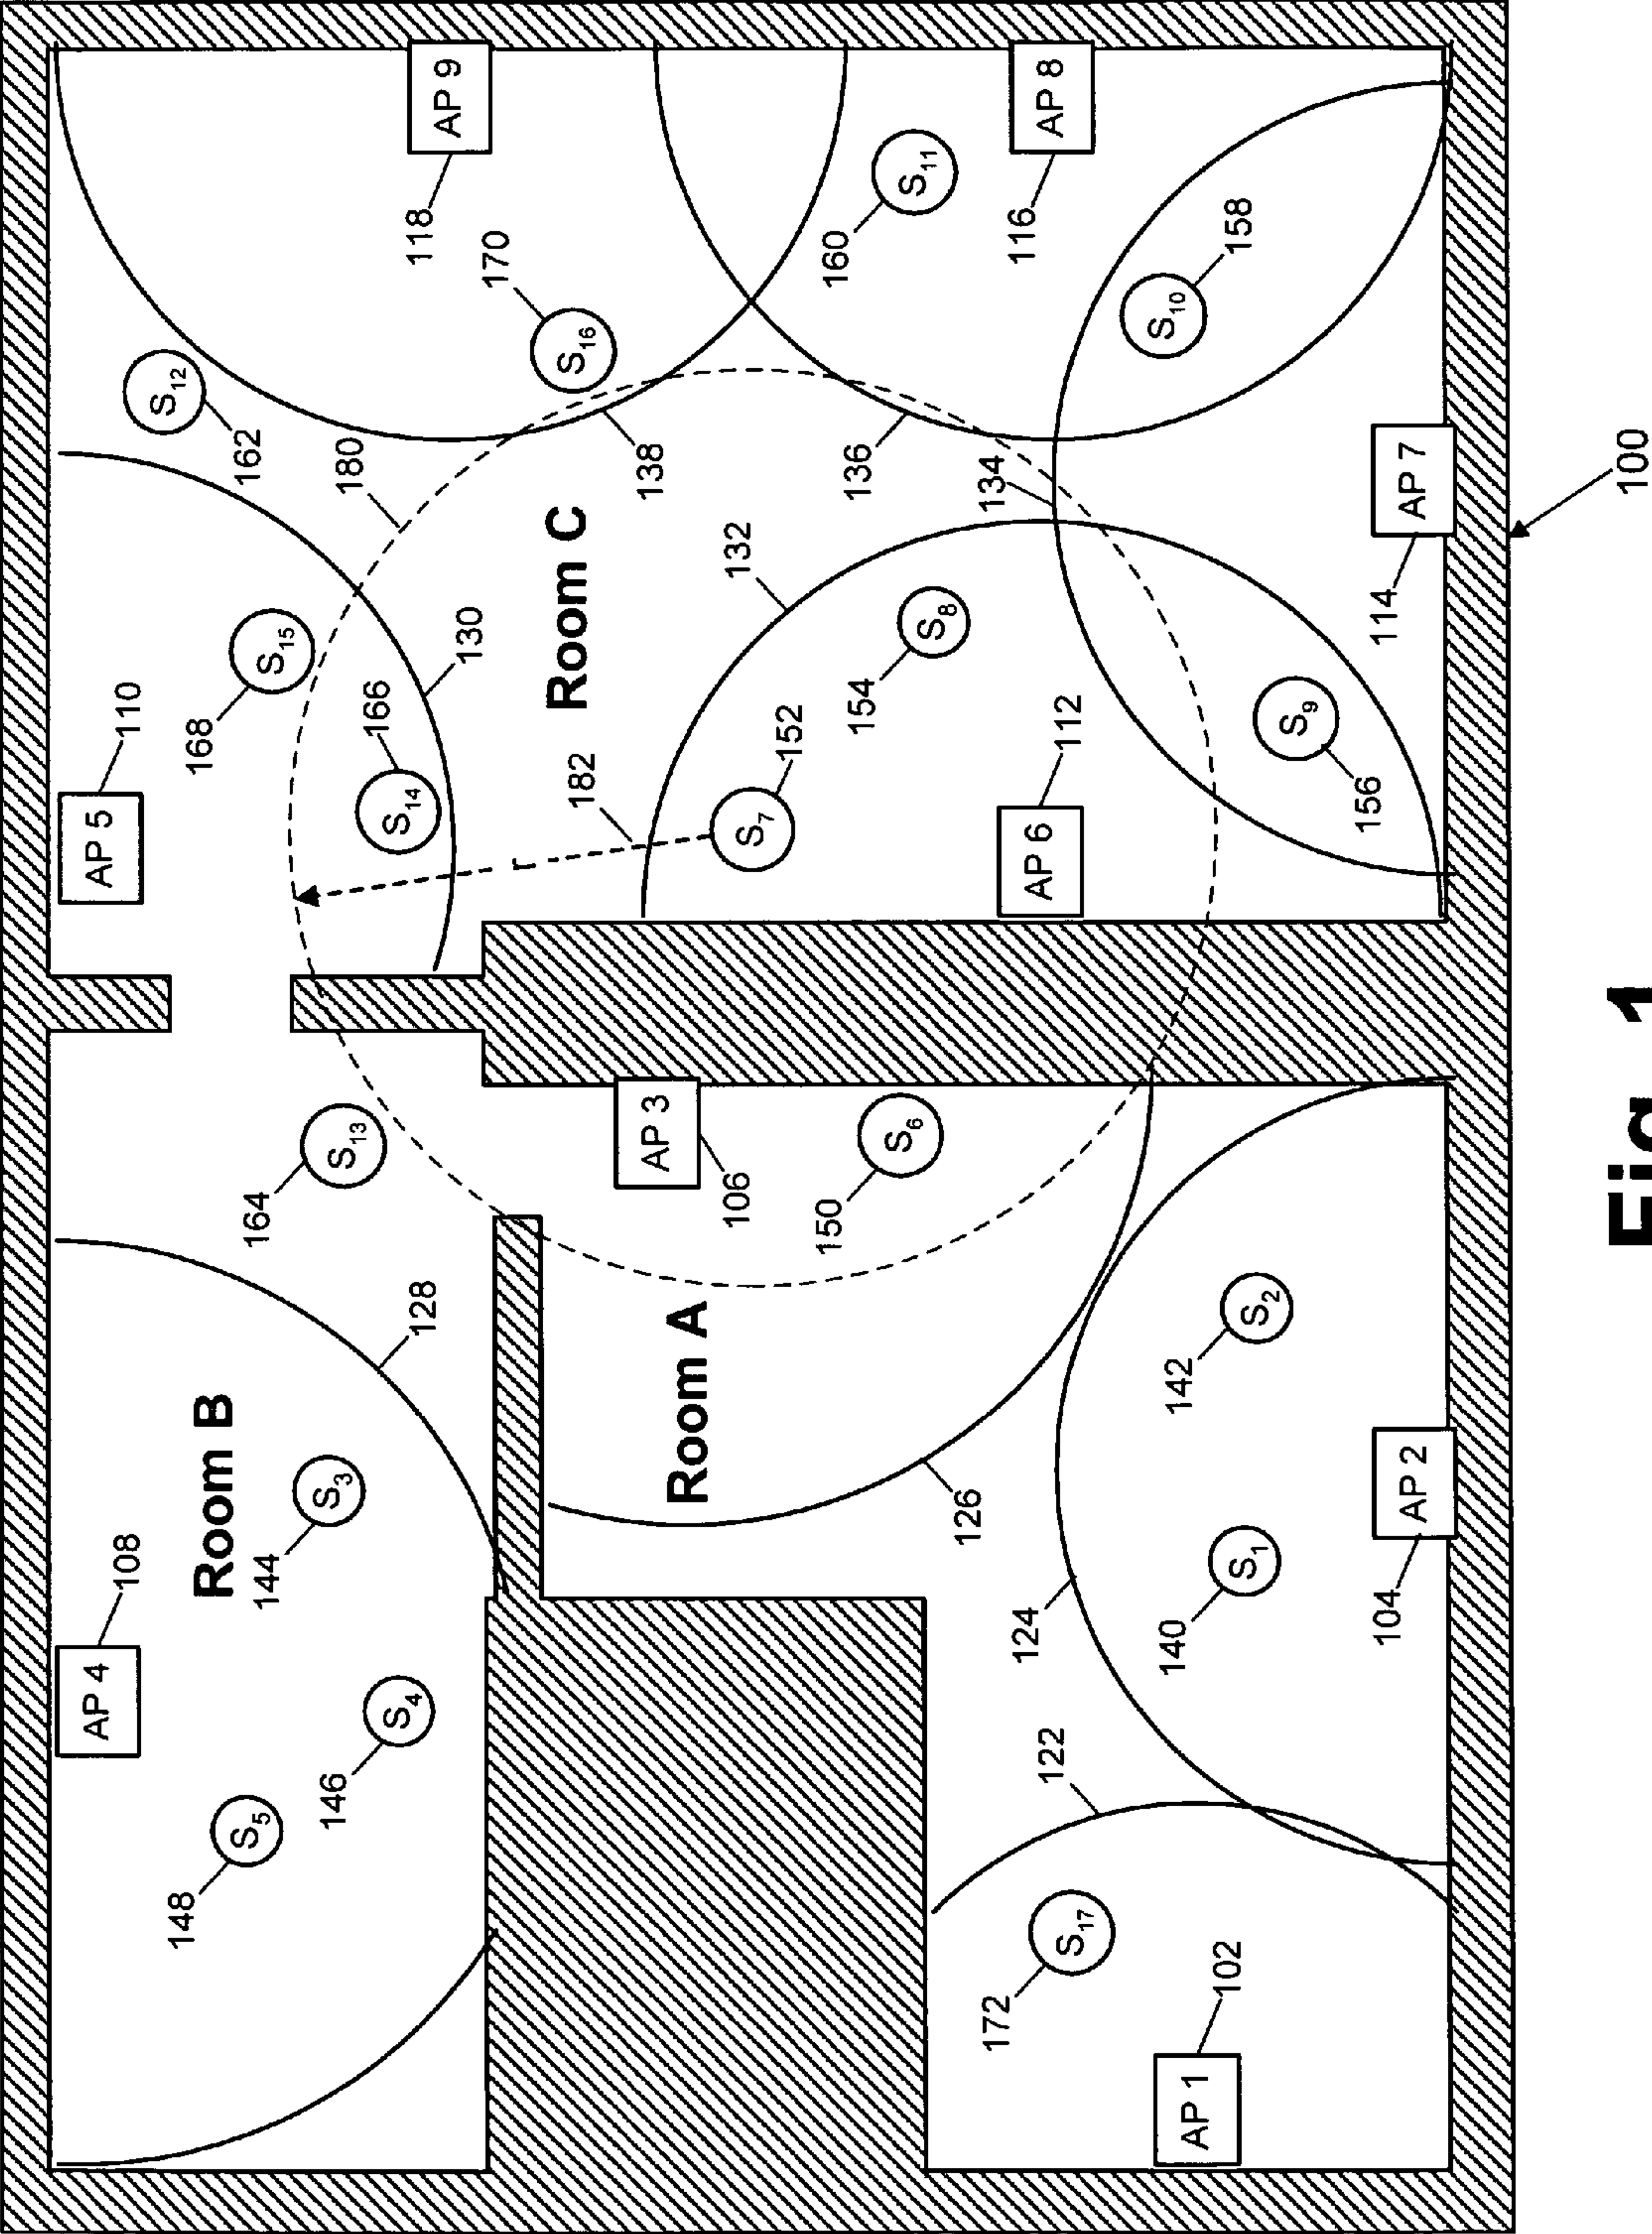 AP 4
108
AP 5
110
S12
162
148
S5
Room B
144
S3
164
S13
168
S15
180
146
S4
128
S14
166
130
118
AP 9
170
r
182
Room C
S16
138
Room A
AP 3
106
S7
152
132
150
S6
154
S8
136
160
S11
126
134
124
122
AP 6
112
116
AP 8
172
S17
140
S1
142
S2
S10
158
AP 1
102
S9
156
104
AP 2
114
AP 7
100
Fig. 1